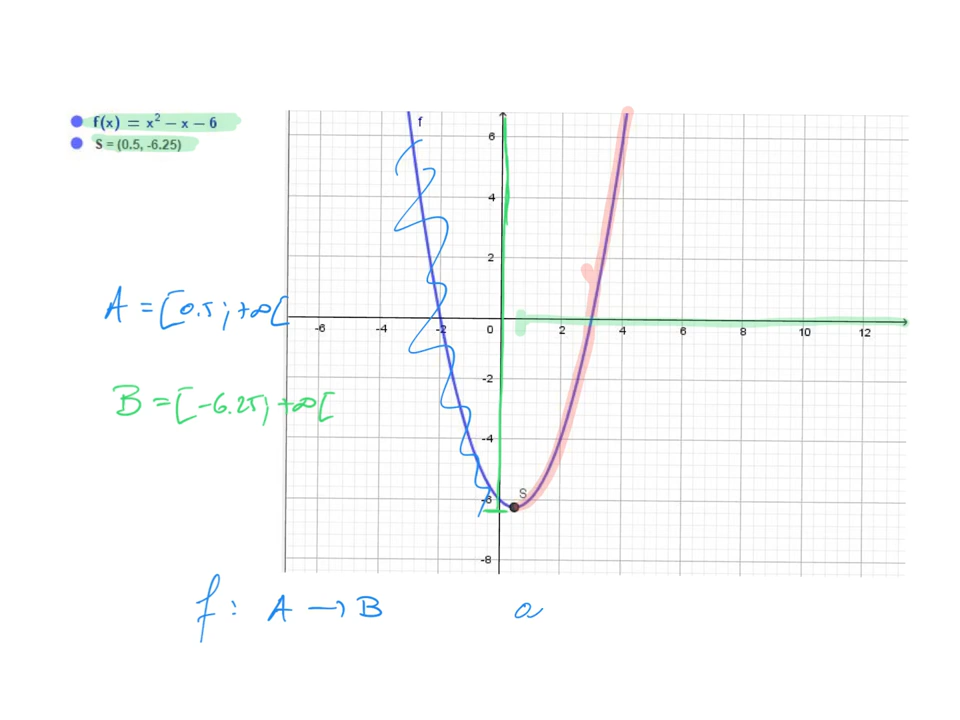 f(x) = x² − x − 6
S = (0.5, -6.25)
f
6
4
2
-6 -4 -2 0 2 4 6 8 10 12
-2
-4
-6
S
-8
A = [0.5; +∞[
B = [-6.25; +∞[
f: A → B a